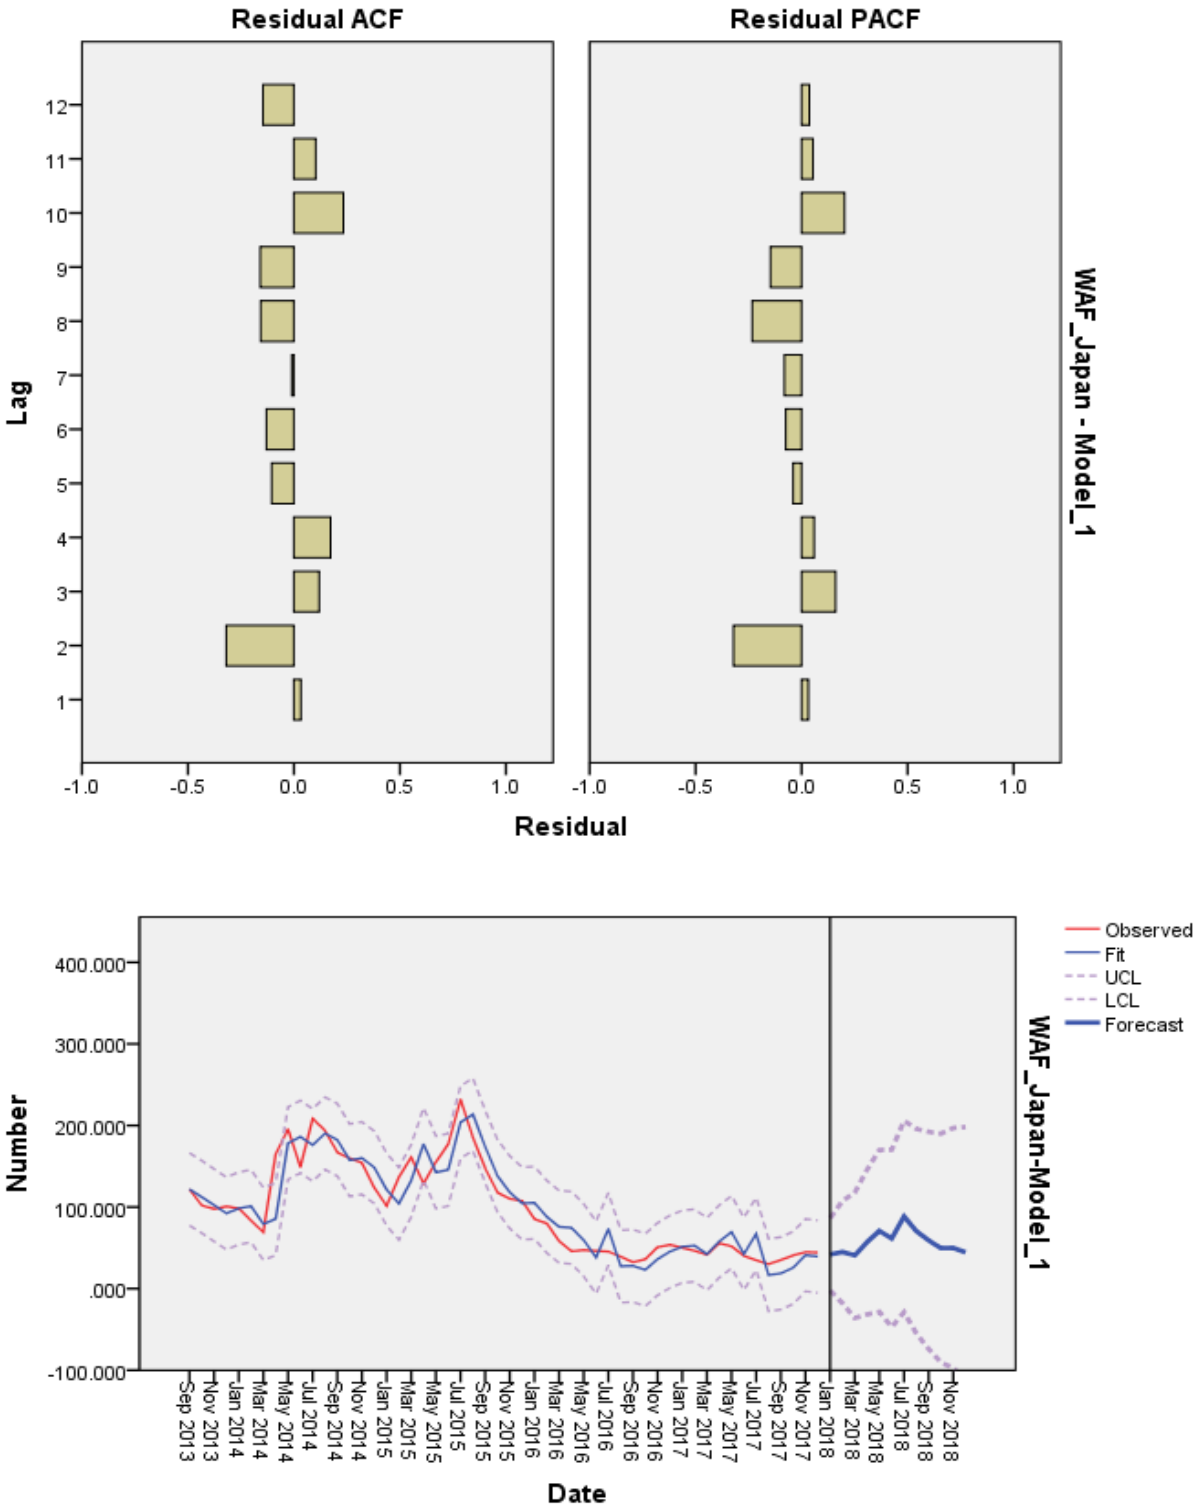 Residual ACF
Residual PACF
Lag
12
11
10
9
8
7
6
5
4
3
2
1
-1.0
-0.5
0.0
0.5
1.0
-1.0
-0.5
0.0
0.5
1.0
Residual
WAF_Japan - Model_1
Number
400.000
300.000
200.000
100.000
.000
-100.000
Sep 2013
Nov 2013
Jan 2014
Mar 2014
May 2014
Jul 2014
Sep 2014
Nov 2014
Jan 2015
Mar 2015
May 2015
Jul 2015
Sep 2015
Nov 2015
Jan 2016
Mar 2016
May 2016
Jul 2016
Sep 2016
Nov 2016
Jan 2017
Mar 2017
May 2017
Jul 2017
Sep 2017
Nov 2017
Jan 2018
Mar 2018
May 2018
Jul 2018
Sep 2018
Nov 2018
Date
WAF_Japan-Model_1
Observed
Fit
UCL
LCL
Forecast